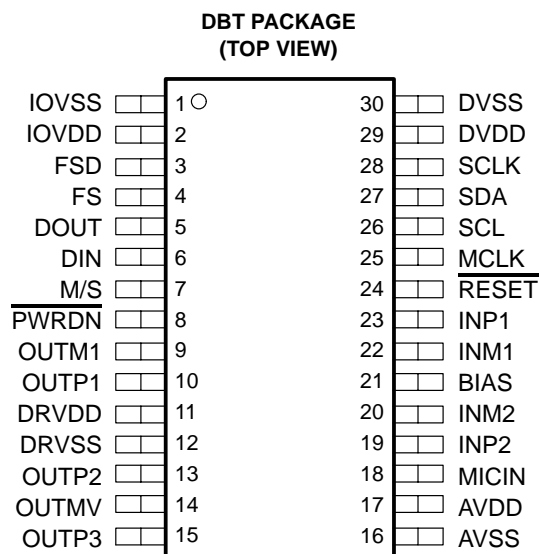 DBT PACKAGE
(TOP VIEW)
IOVSS 1 30 DVSS
IOVDD 2 29 DVDD
FSD 3 28 SCLK
FS 4 27 SDA
DOUT 5 26 SCL
DIN 6 25 MCLK
M/S 7 24 RESET
PWRDN 8 23 INP1
OUTM1 9 22 INM1
OUTP1 10 21 BIAS
DRVDD 11 20 INM2
DRVSS 12 19 INP2
OUTP2 13 18 MICIN
OUTMV 14 17 AVDD
OUTP3 15 16 AVSS